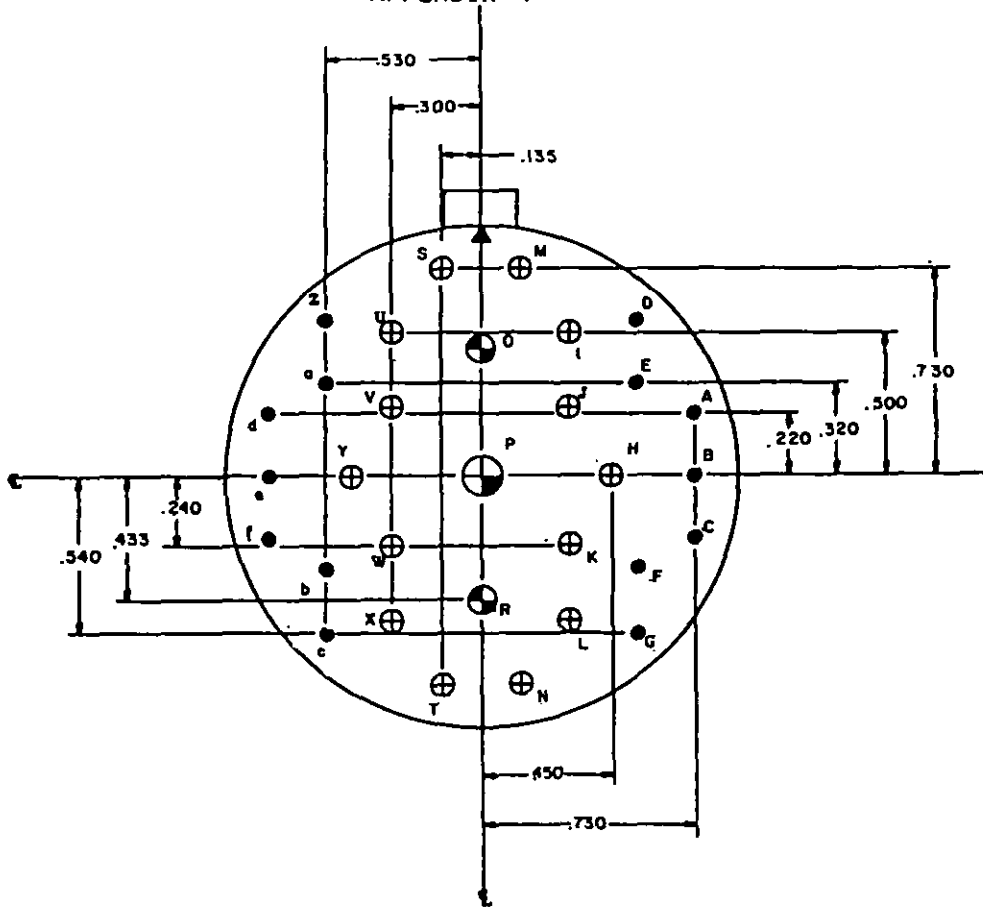 .530
.300
.135
S M
Z D
U O I
a E
.730
V J A
d
.500
.320
.220
Y P H B
e
.240
.433
.540
f C
W K
F
b
R
X
L
c G
T N
.450
.730